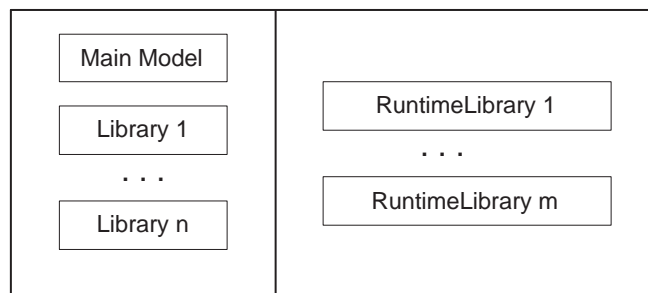 Main Model
Library 1
. . .
Library n
RuntimeLibrary 1
. . .
RuntimeLibrary m